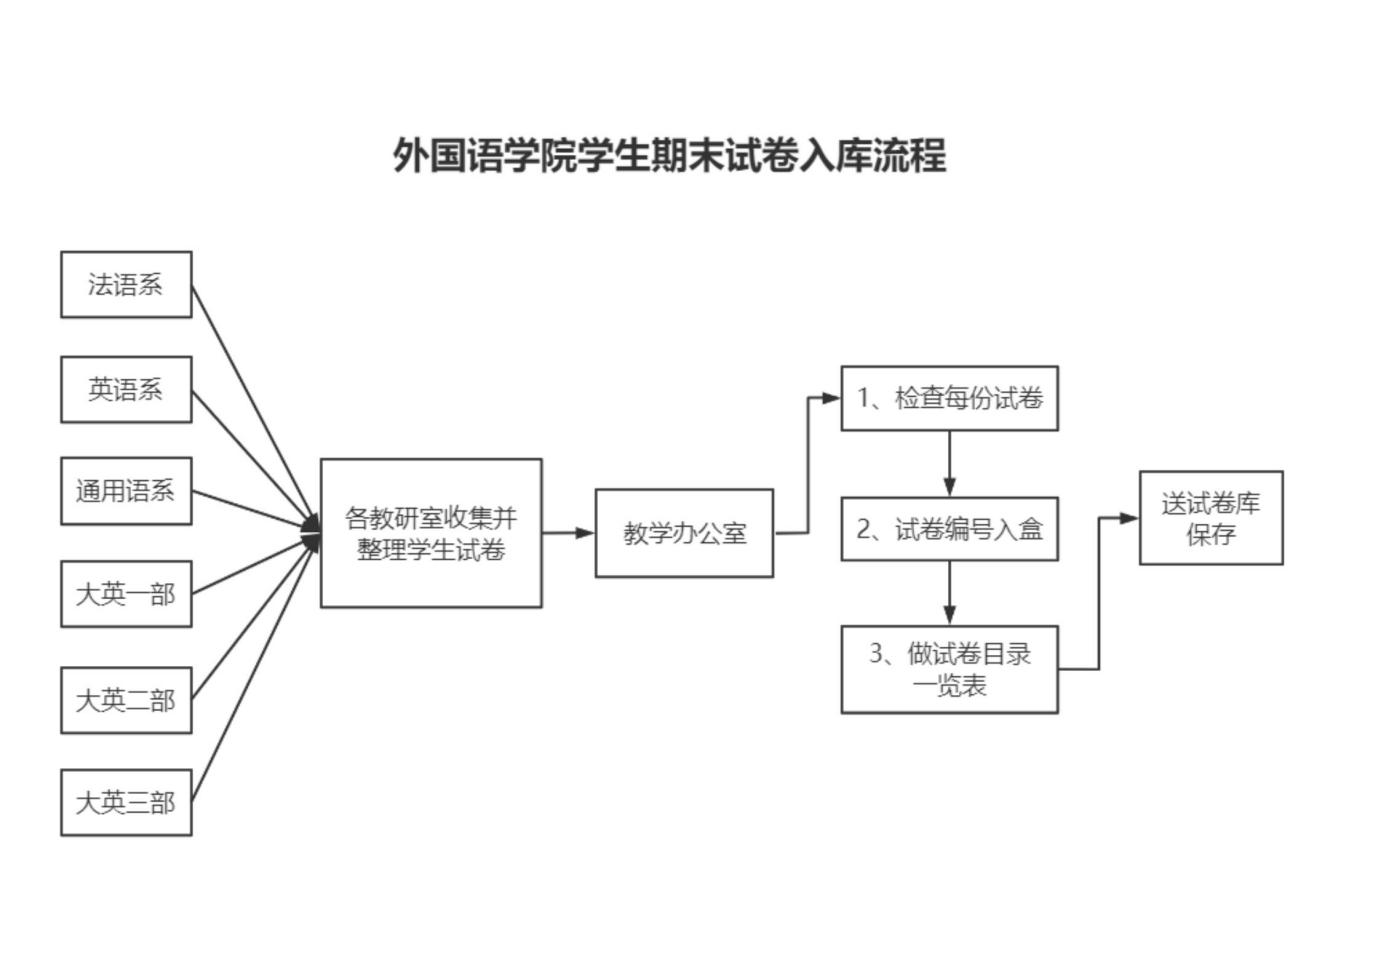 外国语学院学生期末试卷入库流程
法语系
英语系
通用语系
大英一部
大英二部
大英三部
各教研室收集并
整理学生试卷
教学办公室
1、检查每份试卷
2、试卷编号入盒
3、做试卷目录
一览表
送试卷库
保存